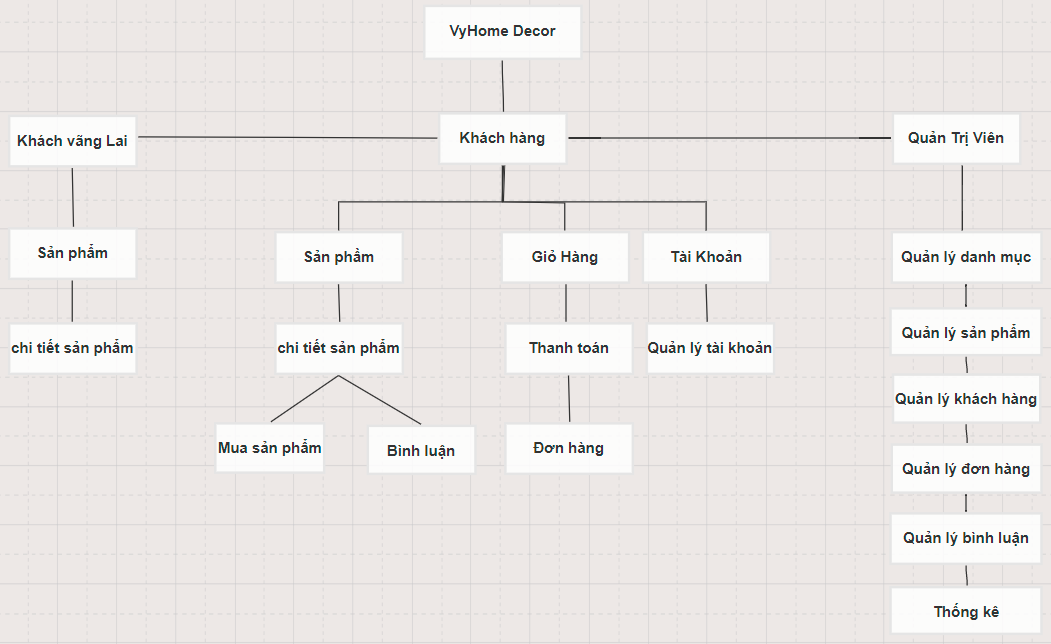 VyHome Decor
Khách vãng Lai
Khách hàng
Quản Trị Viên
Sản phẩm
Sản phẩm
Giỏ Hàng
Tài Khoản
Quản lý danh mục
chi tiết sản phẩm
chi tiết sản phẩm
Thanh toán
Quản lý tài khoản
Quản lý sản phẩm
Quản lý khách hàng
Mua sản phẩm
Bình luận
Đơn hàng
Quản lý đơn hàng
Quản lý bình luận
Thống kê